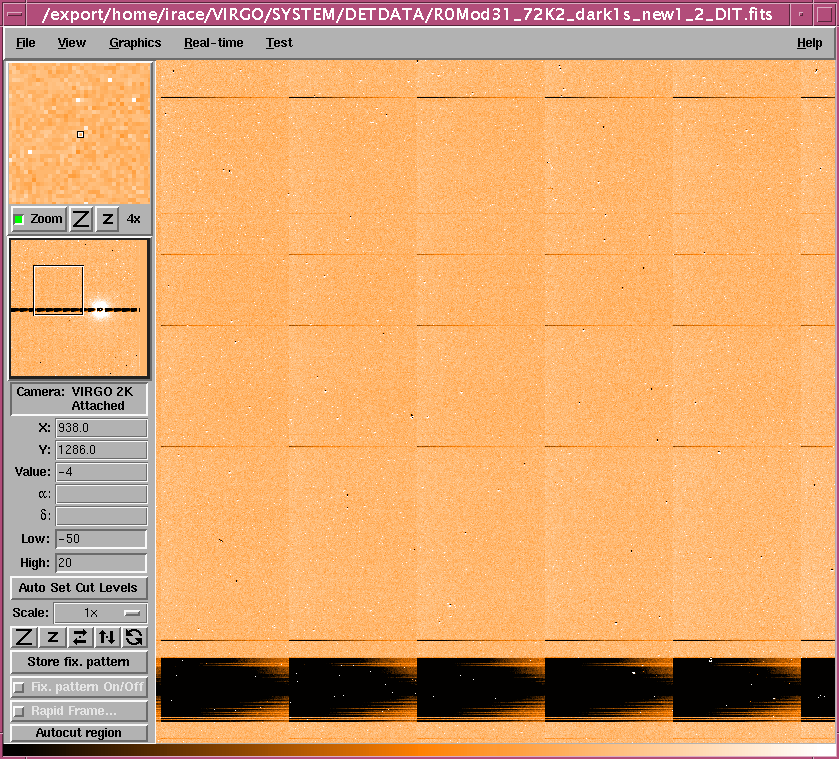 /export/home/irace/VIRGO/SYSTEM/DETDATA/R0Mod31_72K2_dark1s_new1_2_DIT.fits
File View Graphics Real-time Test Help
Zoom Z z 4x
Camera: VIRGO 2K
Attached
X: 938.0
Y: 1286.0
Value: -4
α:
δ:
Low: -50
High: 20
Auto Set Cut Levels
Scale: 1x
Z z
Store fix. pattern
Fix. pattern On/Off
Rapid Frame...
Autocut region